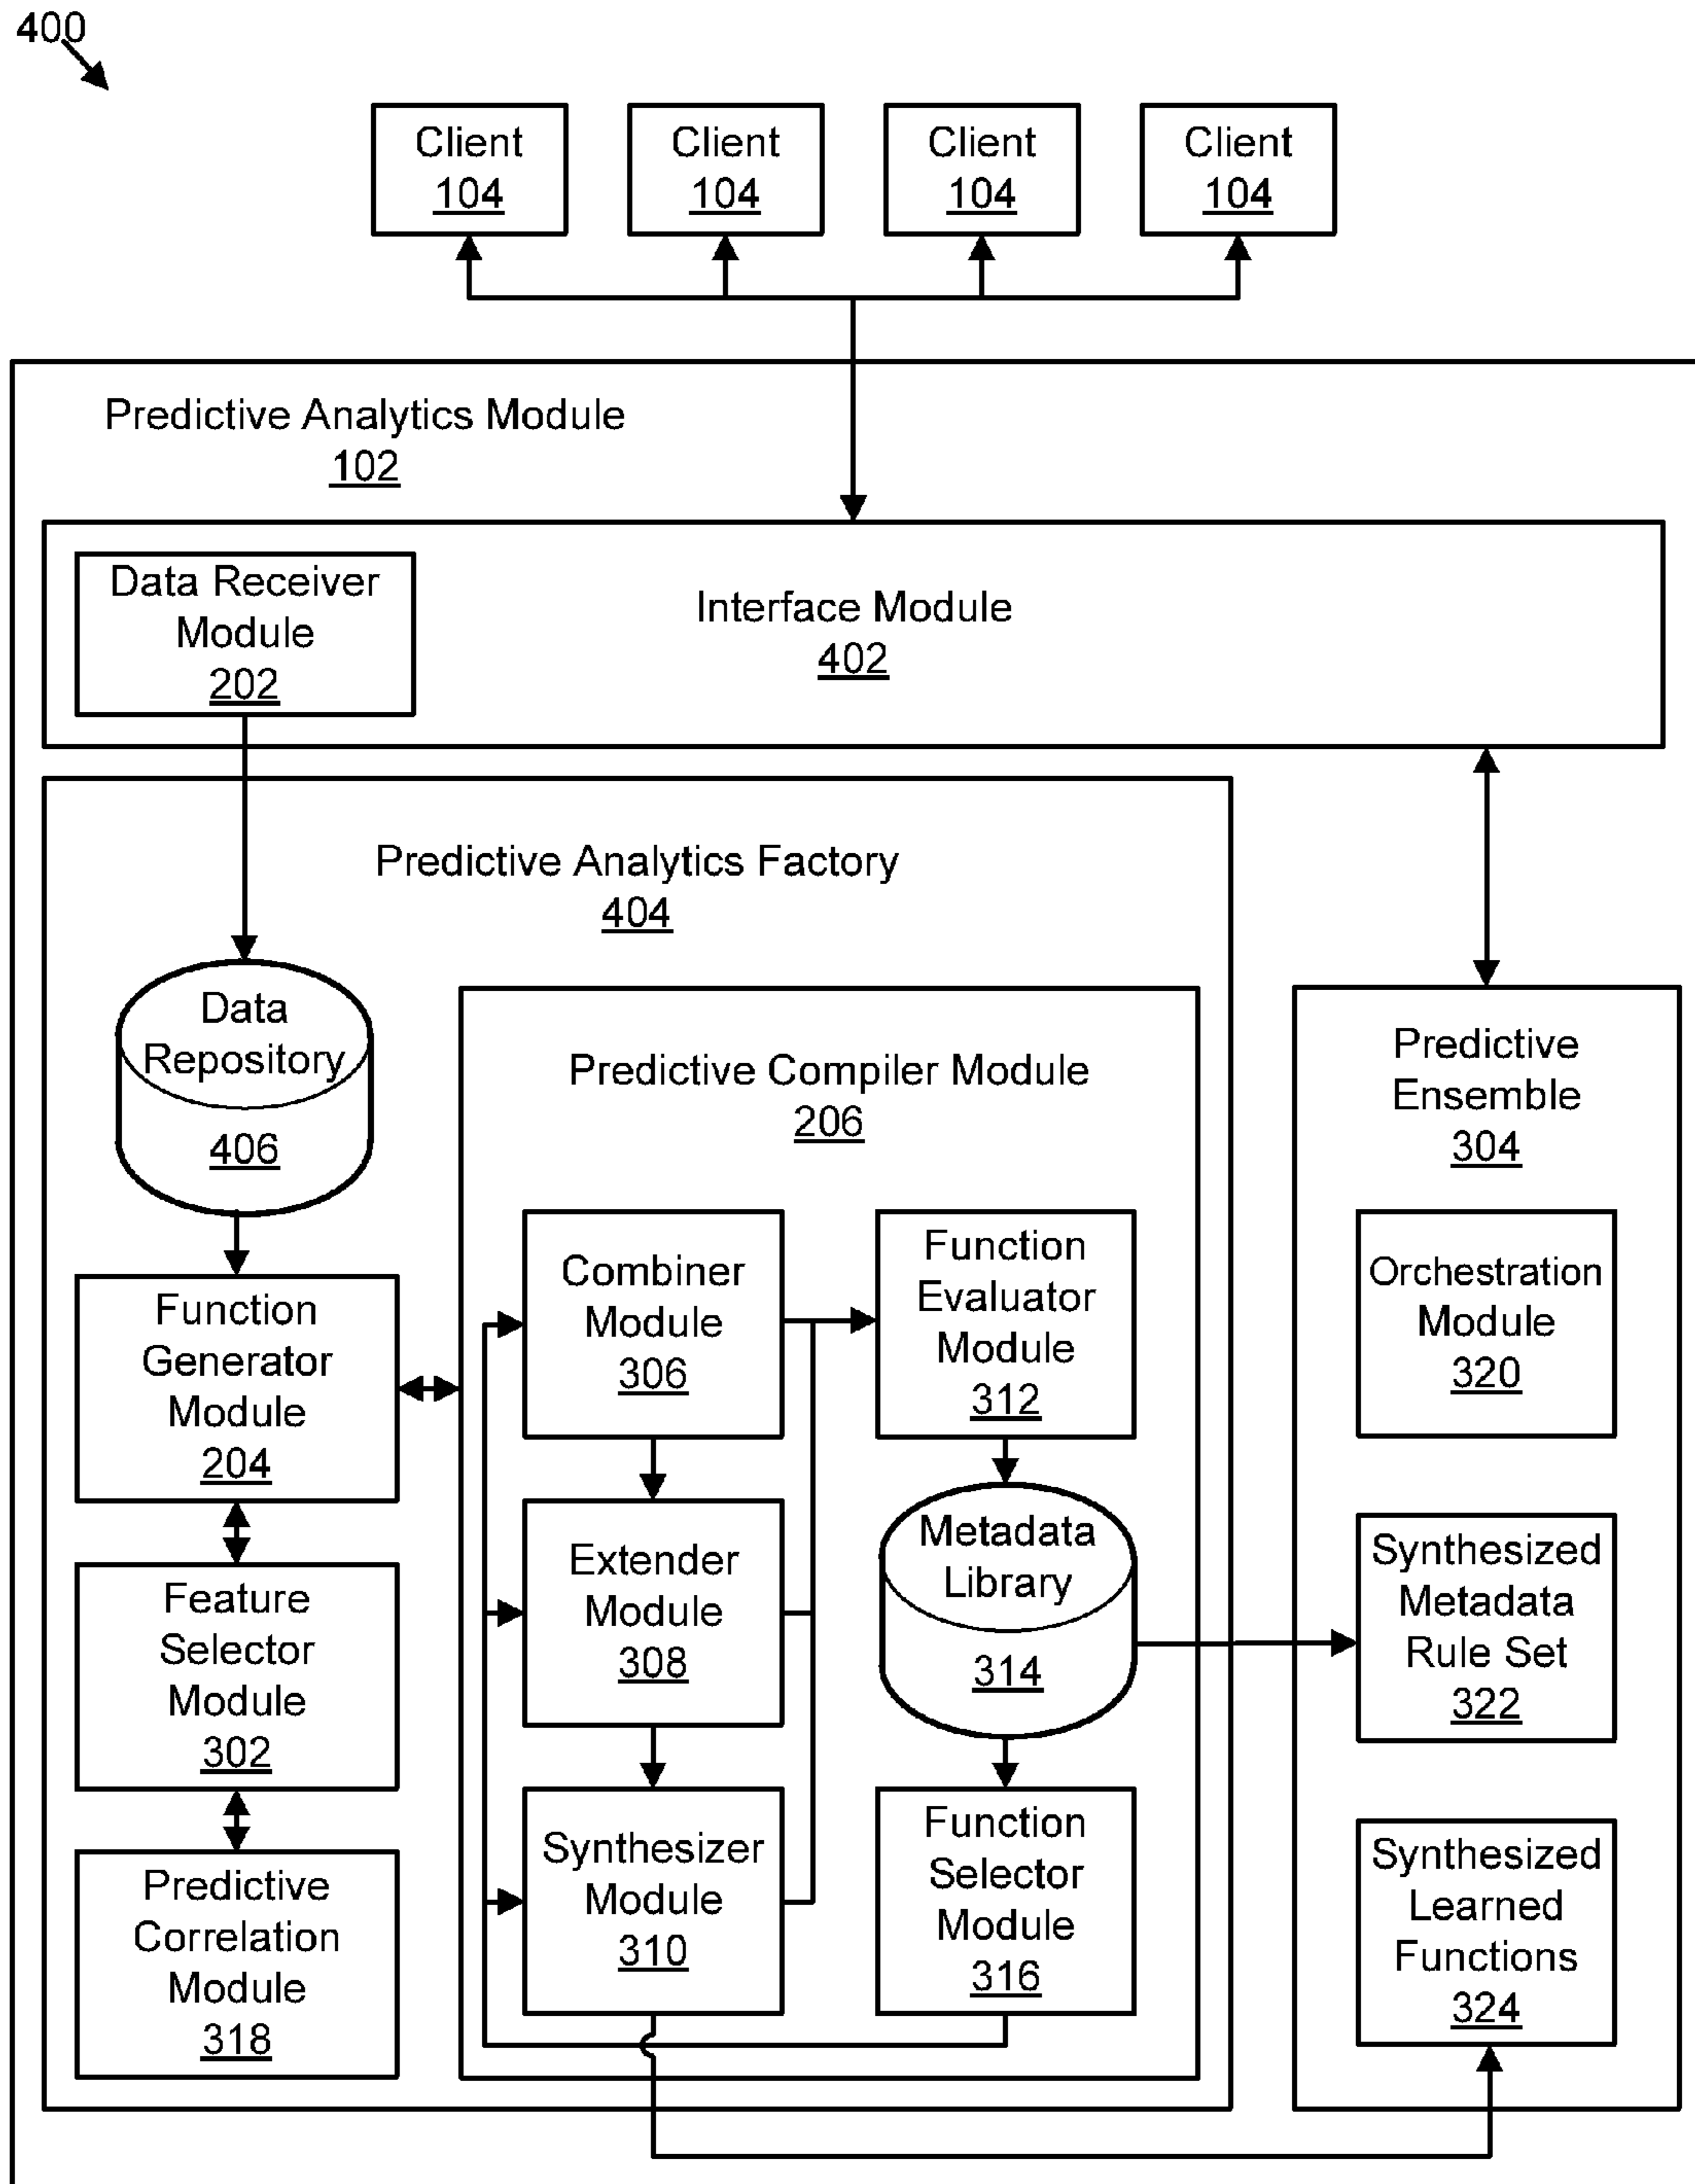 400
Client
104
Client
104
Client
104
Client
104
Predictive Analytics Module
102
Data Receiver
Module
202
Interface Module
402
Predictive Analytics Factory
404
Data
Repository
406
Function
Generator
Module
204
Feature
Selector
Module
302
Predictive
Correlation
Module
318
Predictive Compiler Module
206
Combiner
Module
306
Extender
Module
308
Synthesizer
Module
310
Function
Evaluator
Module
312
Metadata
Library
314
Function
Selector
Module
316
Predictive
Ensemble
304
Orchestration
Module
320
Synthesized
Metadata
Rule Set
322
Synthesized
Learned
Functions
324